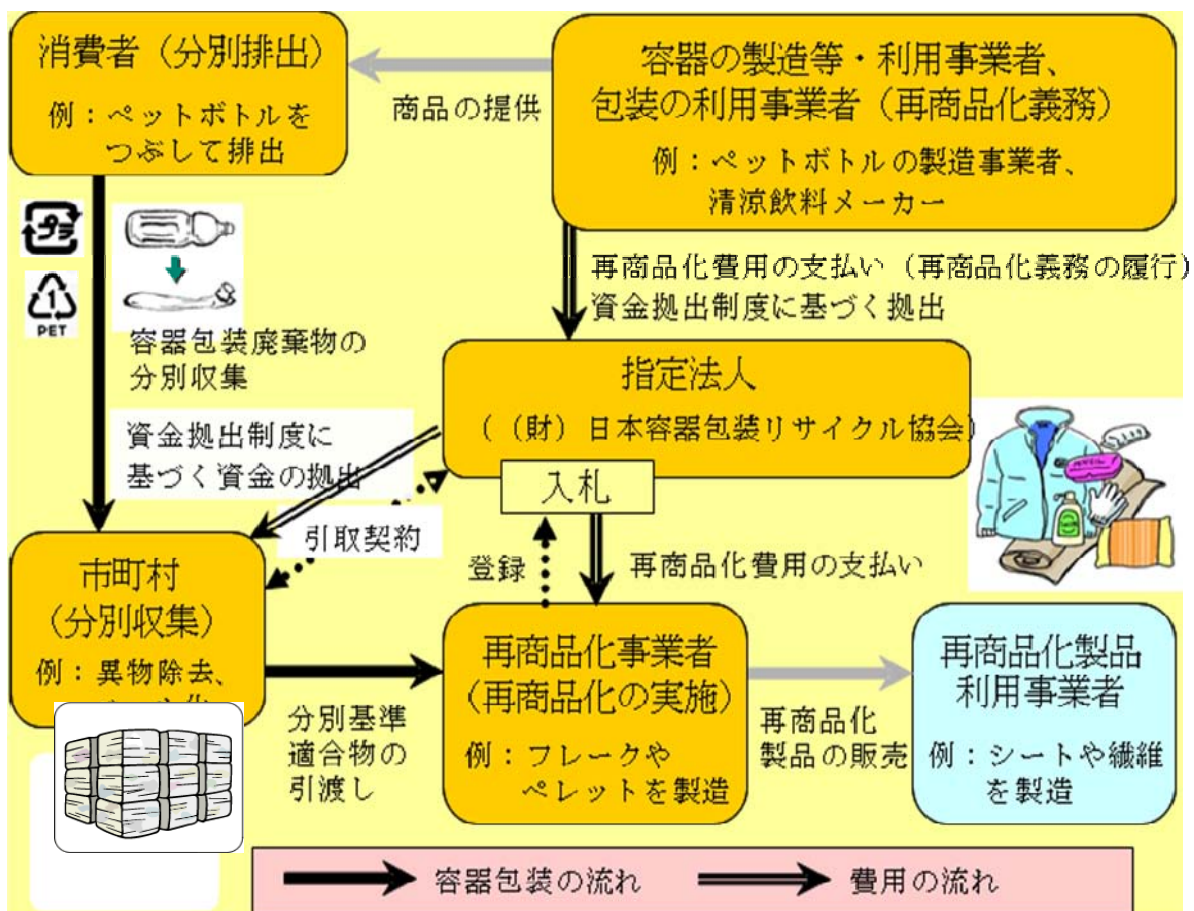 消費者（分別排出）
例：ペットボトルを
つぶして排出
商品の提供
容器の製造等・利用事業者、
包装の利用事業者（再商品化義務）
例：ペットボトルの製造事業者、
清涼飲料メーカー
プラ
1
PET
容器包装廃棄物の
分別収集
再商品化費用の支払い（再商品化義務の履行）
資金拠出制度に基づく拠出
指定法人
（（財）日本容器包装リサイクル協会）
資金拠出制度に
基づく資金の拠出
引取契約
入札
登録
再商品化費用の支払い
市町村
（分別収集）
例：異物除去、
分別基準
適合物の
引渡し
再商品化事業者
（再商品化の実施）
例：フレークや
ペレットを製造
再商品化
製品の販売
再商品化製品
利用事業者
例：シートや繊維
を製造
容器包装の流れ
費用の流れ